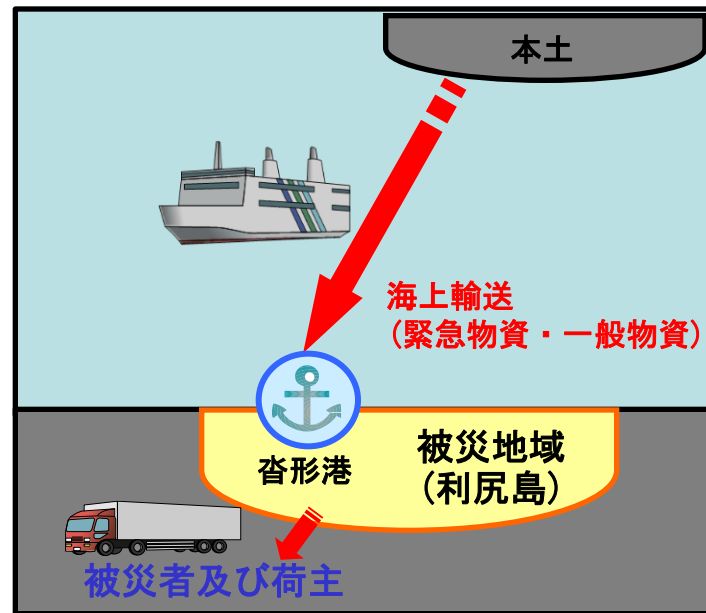 本土
海上輸送
(緊急物資・一般物資)
沓形港
被災地域
(利尻島)
被災者及び荷主